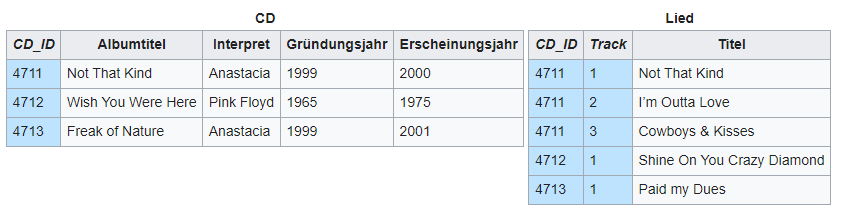 CD
CD_ID Albumtitel Interpret Gründungsjahr Erscheinungsjahr
4711 Not That Kind Anastacia 1999 2000
4712 Wish You Were Here Pink Floyd 1965 1975
4713 Freak of Nature Anastacia 1999 2001
Lied
CD_ID Track Titel
4711 1 Not That Kind
4711 2 I’m Outta Love
4711 3 Cowboys & Kisses
4712 1 Shine On You Crazy Diamond
4713 1 Paid my Dues